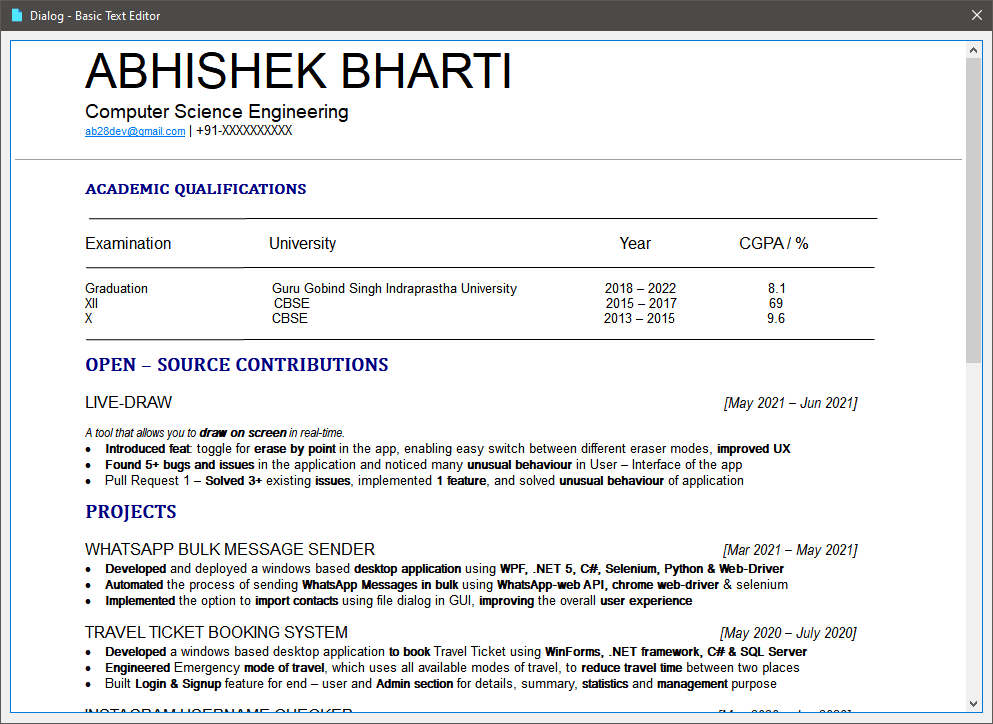 Dialog - Basic Text Editor
ABHISHEK BHARTI
Computer Science Engineering
ab28dev@gmail.com | +91-XXXXXXXXXX
ACADEMIC QUALIFICATIONS
Examination University Year CGPA / %
Graduation Guru Gobind Singh Indraprastha University 2018 – 2022 8.1
XII CBSE 2015 – 2017 69
X CBSE 2013 – 2015 9.6
OPEN – SOURCE CONTRIBUTIONS
LIVE-DRAW [May 2021 – Jun 2021]
A tool that allows you to draw on screen in real-time.
• Introduced feat: toggle for erase by point in the app, enabling easy switch between different eraser modes, improved UX
• Found 5+ bugs and issues in the application and noticed many unusual behaviour in User – Interface of the app
• Pull Request 1 – Solved 3+ existing issues, implemented 1 feature, and solved unusual behaviour of application
PROJECTS
WHATSAPP BULK MESSAGE SENDER [Mar 2021 – May 2021]
• Developed and deployed a windows based desktop application using WPF, .NET 5, C#, Selenium, Python & Web-Driver
• Automated the process of sending WhatsApp Messages in bulk using WhatsApp-web API, chrome web-driver & selenium
• Implemented the option to import contacts using file dialog in GUI, improving the overall user experience
TRAVEL TICKET BOOKING SYSTEM [May 2020 – July 2020]
• Developed a windows based desktop application to book Travel Ticket using WinForms, .NET framework, C# & SQL Server
• Engineered Emergency mode of travel, which uses all available modes of travel, to reduce travel time between two places
• Built Login & Signup feature for end – user and Admin section for details, summary, statistics and management purpose
INSTAGRAM USERNAME CHECKER